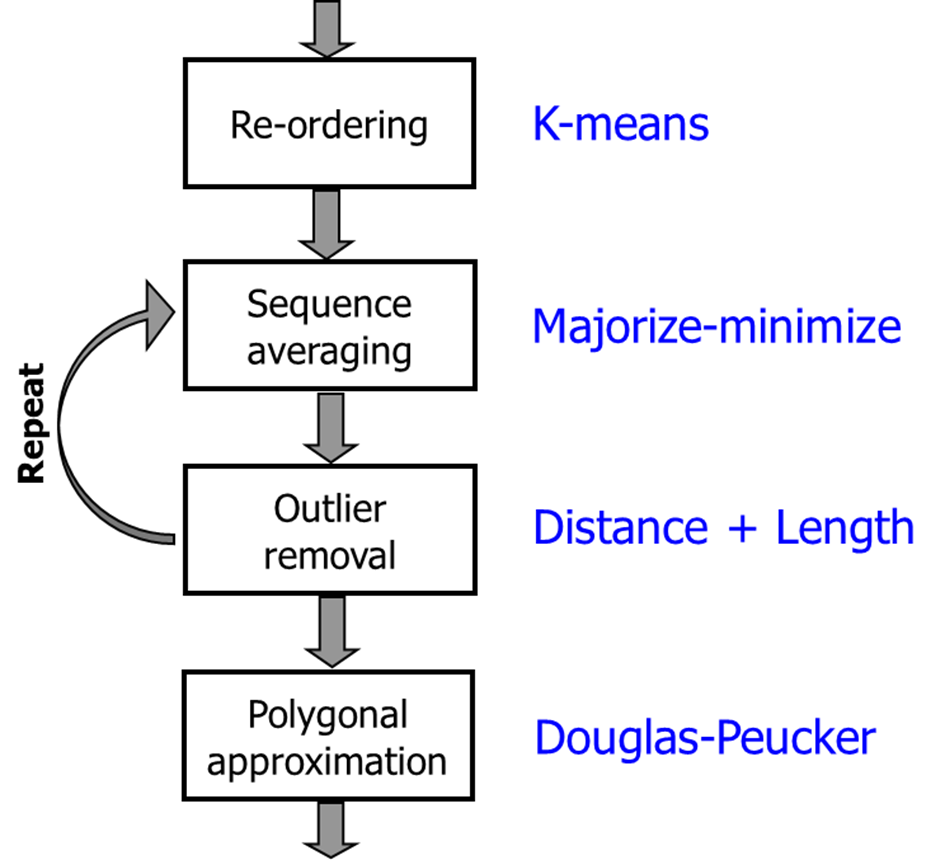 Re-ordering
K-means
Sequence
averaging
Majorize-minimize
Repeat
Outlier
removal
Distance + Length
Polygonal
approximation
Douglas-Peucker